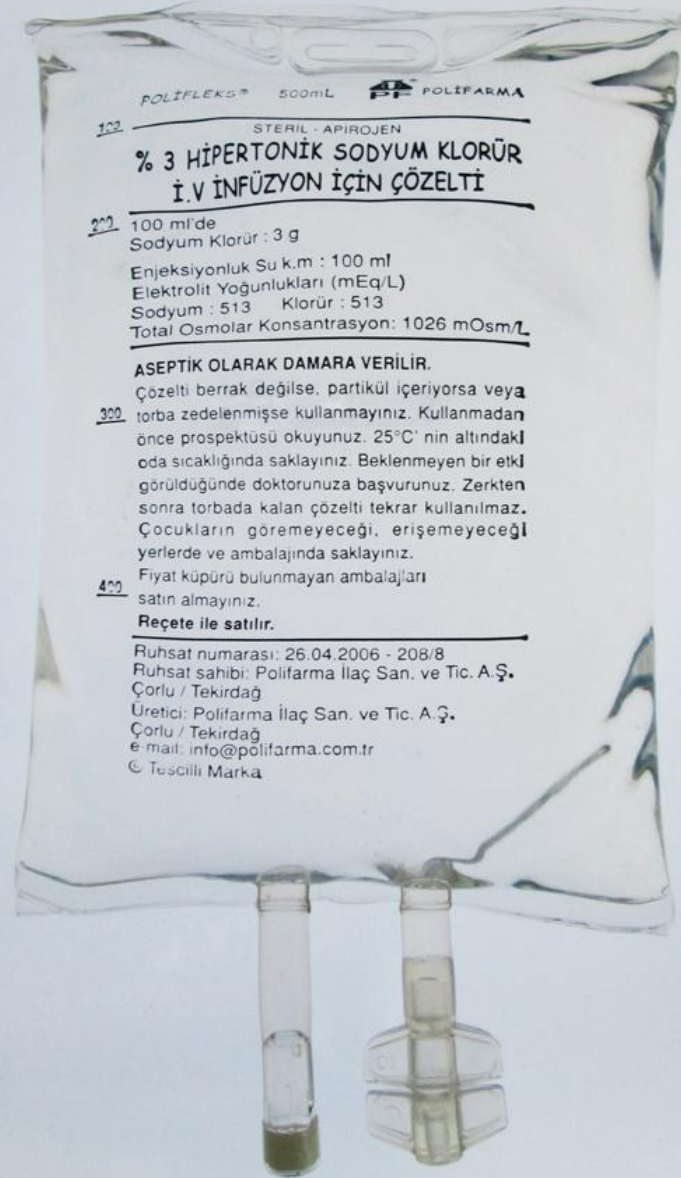 POLİFLEKS® 500mL PF POLİFARMA
100
STERİL - APİROJEN
% 3 HİPERTONİK SODYUM KLORÜR
İ.V İNFÜZYON İÇİN ÇÖZELTİ
200
100 ml'de
Sodyum Klorür : 3 g
Enjeksiyonluk Su k.m : 100 ml
Elektrolit Yoğunlukları (mEq/L)
Sodyum : 513 Klorür : 513
Total Osmolar Konsantrasyon: 1026 mOsm/L
ASEPTİK OLARAK DAMARA VERİLİR.
Çözelti berrak değilse, partikül içeriyorsa veya
300 torba zedelenmişse kullanmayınız. Kullanmadan
önce prospektüsü okuyunuz. 25°C' nin altındaki
oda sıcaklığında saklayınız. Beklenmeyen bir etki
görüldüğünde doktorunuza başvurunuz. Zerkten
sonra torbada kalan çözelti tekrar kullanılmaz.
Çocukların göremeyeceği, erişemeyeceği
yerlerde ve ambalajında saklayınız.
Fiyat küpürü bulunmayan ambalajları
400 satın almayınız.
Reçete ile satılır.
Ruhsat numarası: 26.04.2006 - 208/8
Ruhsat sahibi: Polifarma İlaç San. ve Tic. A.Ş.
Çorlu / Tekirdağ
Üretici: Polifarma İlaç San. ve Tic. A.Ş.
Çorlu / Tekirdağ
e-mail: info@polifarma.com.tr
© Tescilli Marka